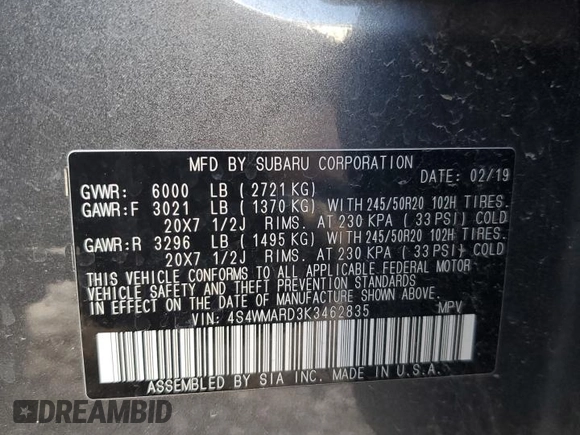 MFD BY SUBARU CORPORATION
DATE: 02/19
GVWR: 6000 LB ( 2721 KG)
GAWR:F 3021 LB ( 1370 KG) WITH 245/50R20 102H TIRES.
20X7 1/2J RIMS. AT 230 KPA ( 33 PSI) COLD
GAWR:R 3296 LB ( 1495 KG) WITH 245/50R20 102H TIRES.
20X7 1/2J RIMS. AT 230 KPA ( 33 PSI) COLD
THIS VEHICLE CONFORMS TO ALL APPLICABLE FEDERAL MOTOR
VEHICLE SAFETY AND THEFT PREVENTION STANDARDS
IN EFFECT ON THE DATE OF MANUFACTURE SHOWN ABOVE.
VIN: 4S4WMARD3K3462835 MPV
ASSEMBLED BY SIA INC. MADE IN U.S.A.
DREAMBID